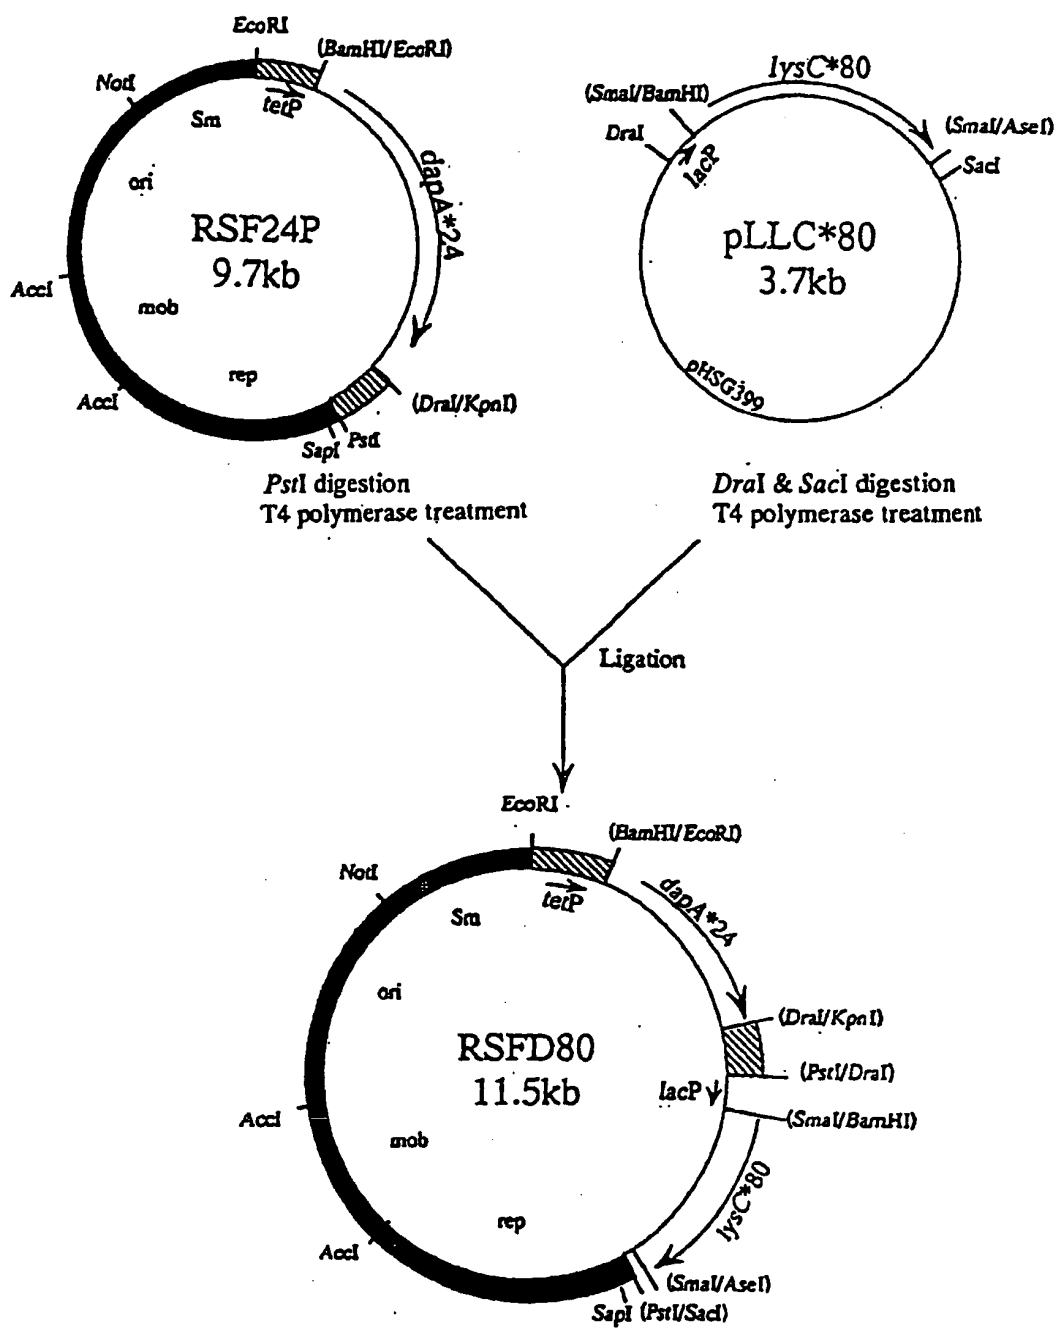 EcoRI
(BamHI/EcoRI)
NotI
tetP
Sm
ori
dapA*24
RSF24P
9.7kb
AccI
mob
rep
AccI
(DraI/KpnI)
SapI
PstI
lysC*80
(SmaI/BamHI)
(SmaI/AseI)
DraI
lacP
SacI
pLLC*80
3.7kb
pHSG399
PstI digestion
T4 polymerase treatment
DraI & SacI digestion
T4 polymerase treatment
Ligation
EcoRI
(BamHI/EcoRI)
NotI
tetP
dapA*24
Sm
ori
(DraI/KpnI)
RSFD80
11.5kb
(PstI/DraI)
lacP
(SmaI/BamHI)
AccI
mob
lysC*80
rep
AccI
(SmaI/AseI)
SapI (PstI/SacI)